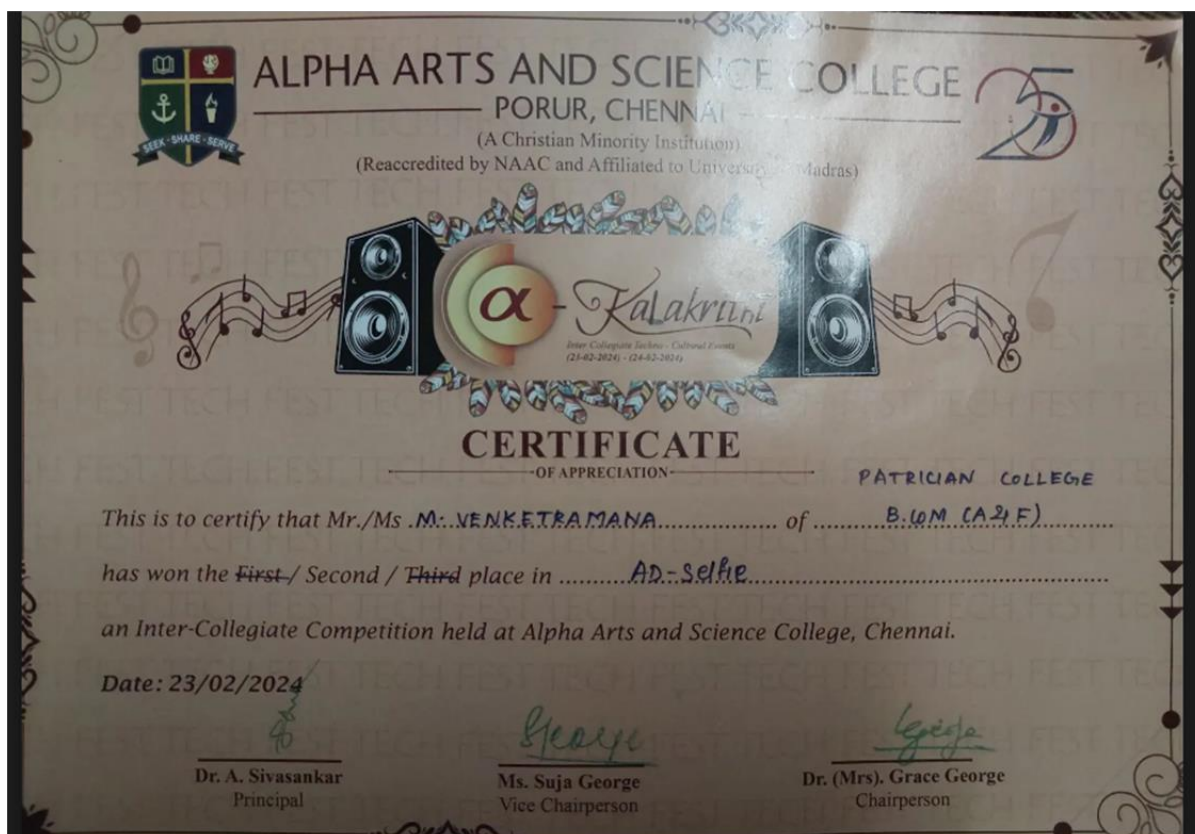 ALPHA ARTS AND SCIENCE COLLEGE
25
PORUR, CHENNAI
(A Christian Minority Institution)
(Reaccredited by NAAC and Affiliated to University Madras)
SEEK - SHARE - SERVE
α - Kalakriti
Inter Collegiate Techno - Cultural Events
(23-02-2024) - (24-02-2024)
CERTIFICATE
OF APPRECIATION
PATRICIAN COLLEGE
This is to certify that Mr./Ms .M. VENKETRAMANA of B.COM (A&F)
has won the First / Second / Third place in AD-Selfie
an Inter-Collegiate Competition held at Alpha Arts and Science College, Chennai.
Date: 23/02/2024
Dr. A. Sivasankar Ms. Suja George Dr. (Mrs). Grace George
Principal Vice Chairperson Chairperson